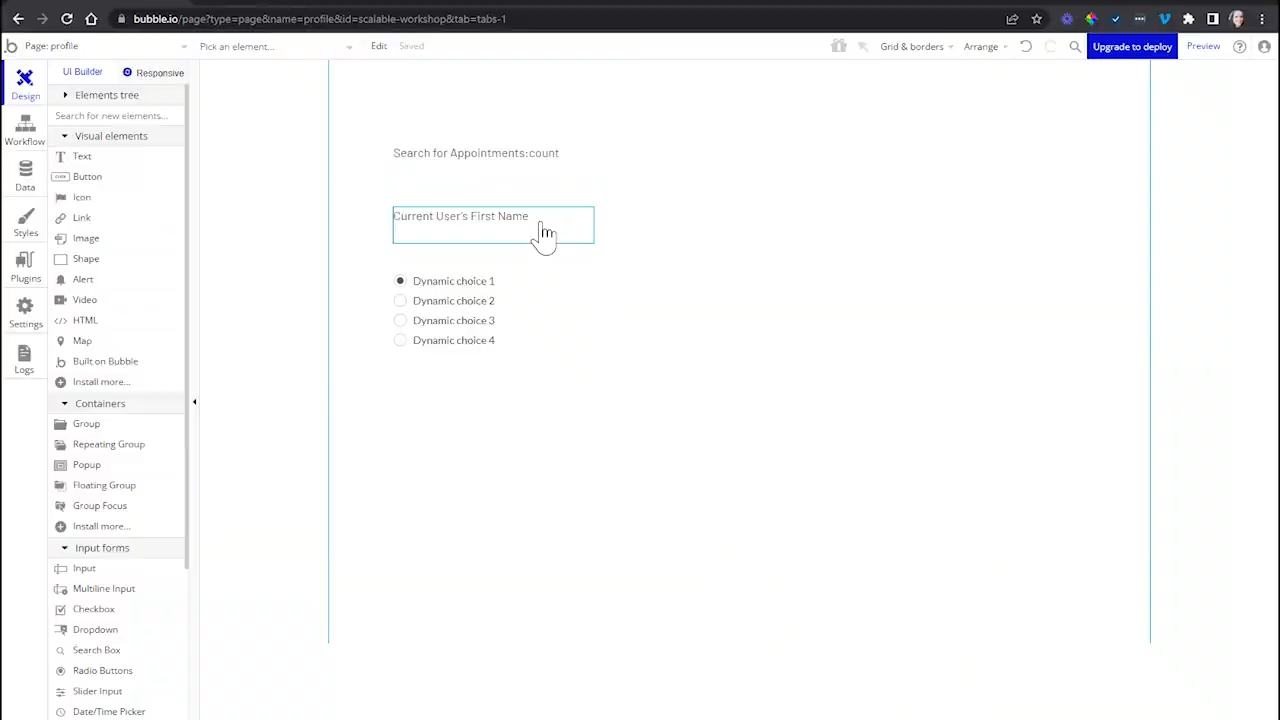 bubble.io/page?type=page&name=profile&id=scalable-workshop&tab=tabs-1
Page: profile
Pick an element...
Edit
Saved
Grid & borders
Arrange
Upgrade to deploy
Preview
Design
Workflow
Data
Styles
Plugins
Settings
Logs
UI Builder
Responsive
Elements tree
Search for new elements...
Visual elements
Text
CLICK
Button
Icon
Link
Image
Shape
Alert
Video
HTML
Map
Built on Bubble
Install more...
Containers
Group
Repeating Group
Popup
Floating Group
Group Focus
Install more...
Input forms
Input
Multiline Input
Checkbox
Dropdown
Search Box
Radio Buttons
Slider Input
Date/Time Picker
Search for Appointments:count
Current User's First Name
Dynamic choice 1
Dynamic choice 2
Dynamic choice 3
Dynamic choice 4